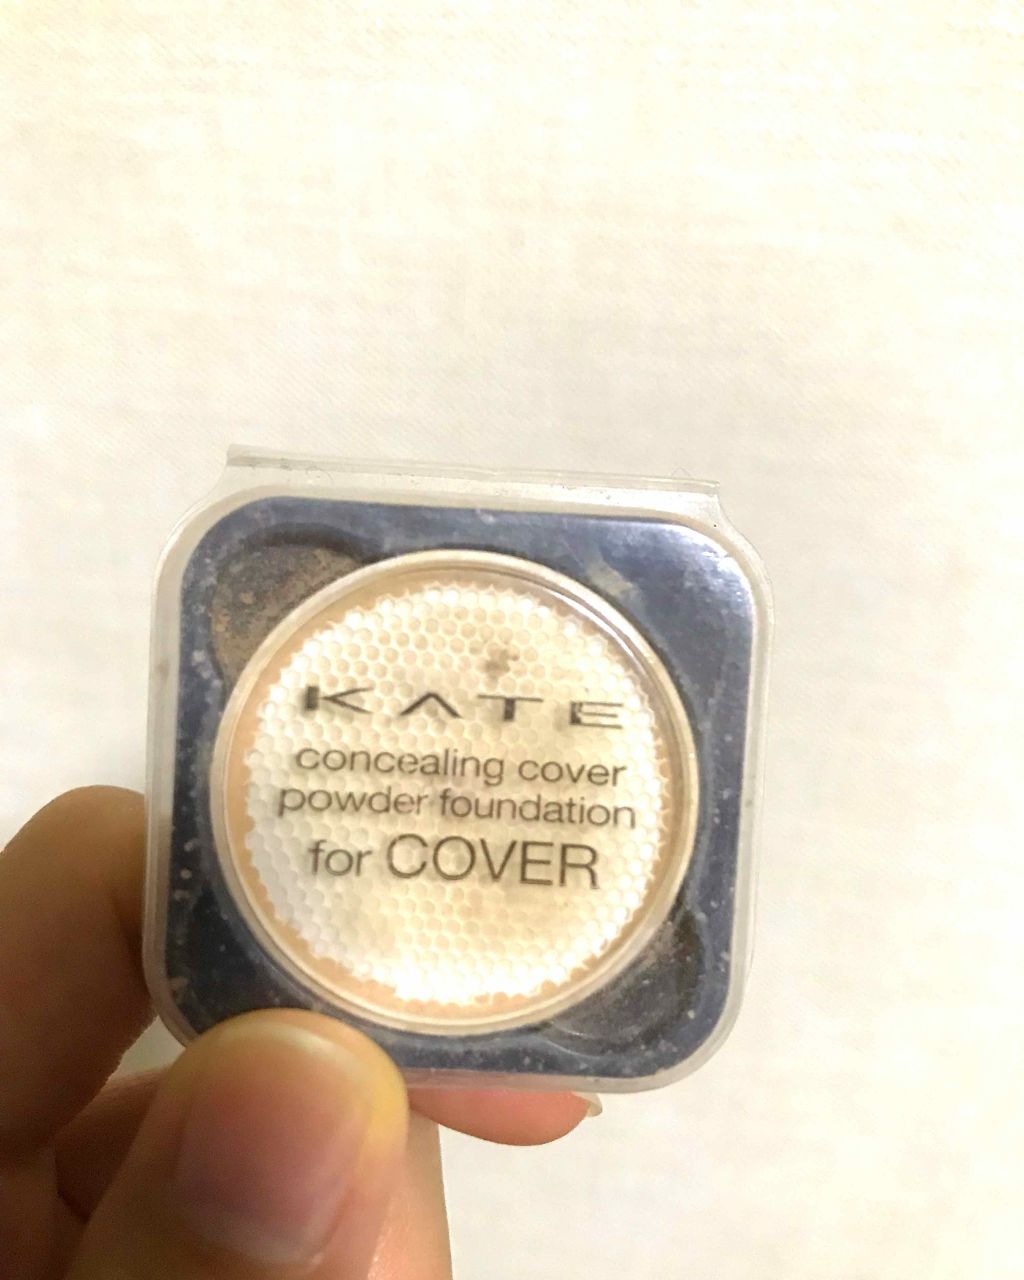 KATE
concealing cover
powder foundation
for COVER